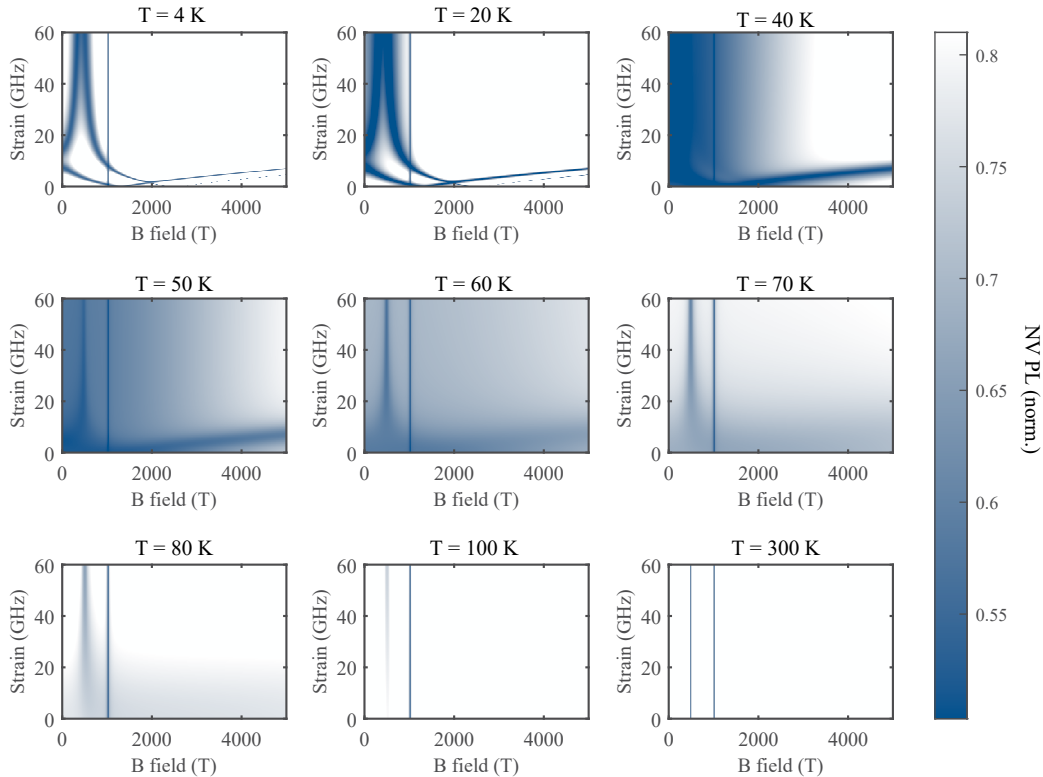 T = 4 K
60
40
20
0
Strain (GHz)
0
2000
4000
B field (T)
T = 20 K
60
40
20
0
Strain (GHz)
0
2000
4000
B field (T)
T = 40 K
60
40
20
0
Strain (GHz)
0
2000
4000
B field (T)
T = 50 K
60
40
20
0
Strain (GHz)
0
2000
4000
B field (T)
T = 60 K
60
40
20
0
Strain (GHz)
0
2000
4000
B field (T)
T = 70 K
60
40
20
0
Strain (GHz)
0
2000
4000
B field (T)
T = 80 K
60
40
20
0
Strain (GHz)
0
2000
4000
B field (T)
T = 100 K
60
40
20
0
Strain (GHz)
0
2000
4000
B field (T)
T = 300 K
60
40
20
0
Strain (GHz)
0
2000
4000
B field (T)
0.8
0.75
0.7
0.65
0.6
0.55
NV PL (norm.)